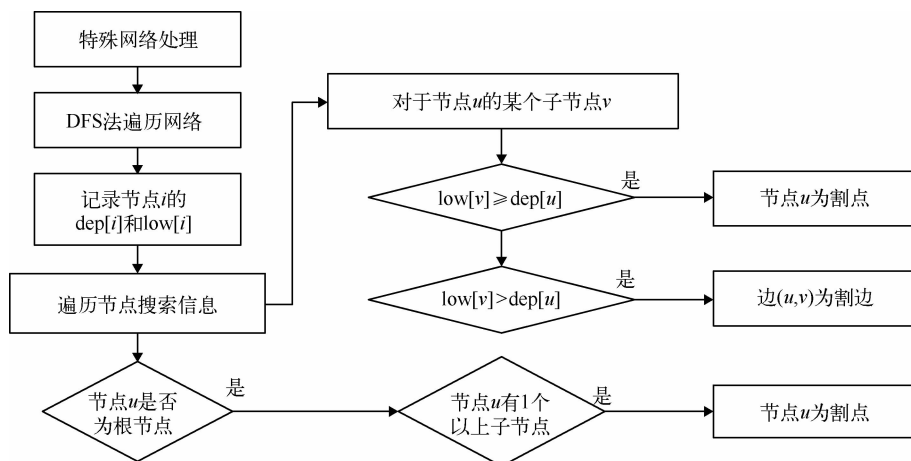 特殊网络处理
DFS法遍历网络
记录节点i的
dep[i]和low[i]
遍历节点搜索信息
对于节点u的某个子节点v
low[v]≥dep[u]
是
节点u为割点
low[v]>dep[u]
是
边(u,v)为割边
节点u是否
为根节点
是
节点u有1个
以上子节点
是
节点u为割点